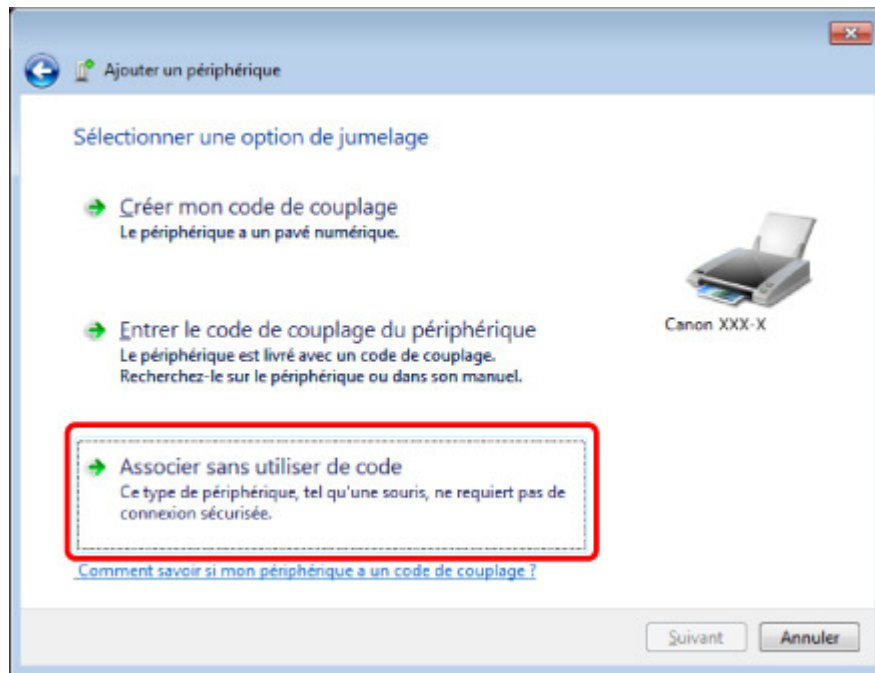 Ajouter un périphérique
Sélectionner une option de jumelage
Créer mon code de couplage
Le périphérique a un pavé numérique.
Canon XXX-X
Entrer le code de couplage du périphérique
Le périphérique est livré avec un code de couplage.
Recherchez-le sur le périphérique ou dans son manuel.
Associer sans utiliser de code
Ce type de périphérique, tel qu'une souris, ne requiert pas de
connexion sécurisée.
Comment savoir si mon périphérique a un code de couplage ?
Suivant
Annuler